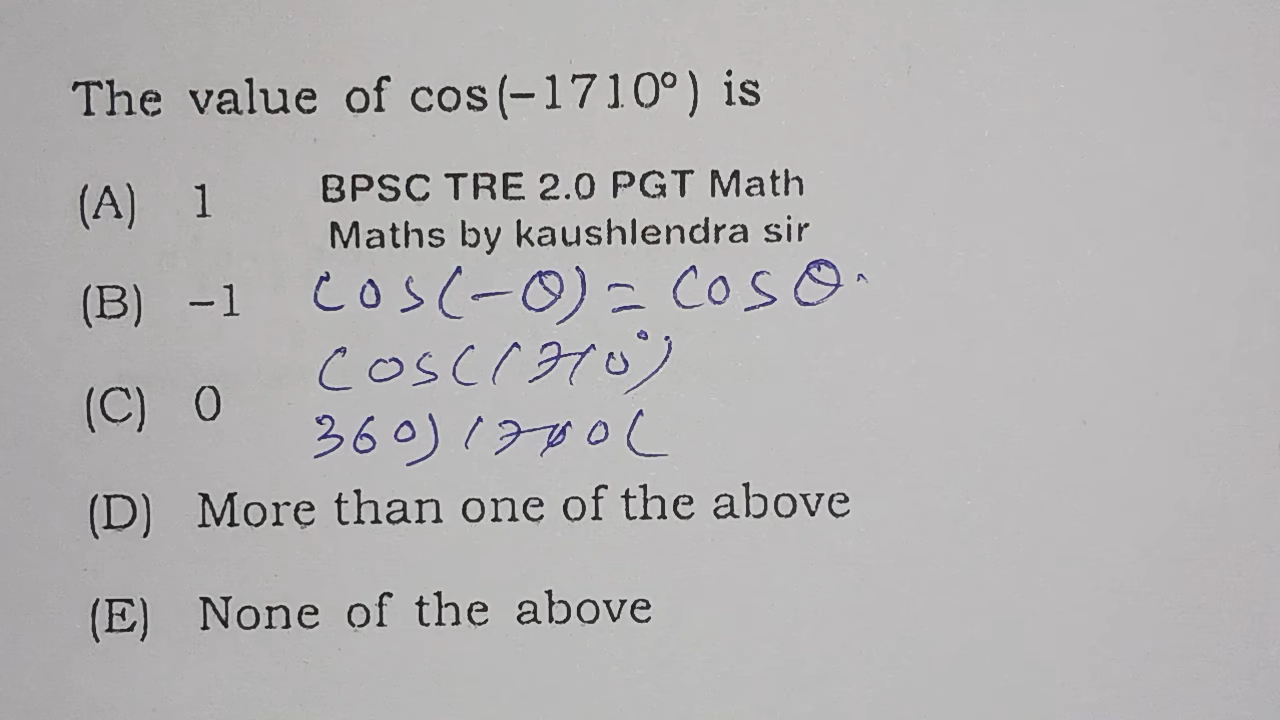 The value of cos(−1710°) is
(A) 1
BPSC TRE 2.0 PGT Math
Maths by kaushlendra sir
(B) −1
cos(−θ) = cosθ.
cos(1710°)
(C) 0
360)1710(
(D) More than one of the above
(E) None of the above